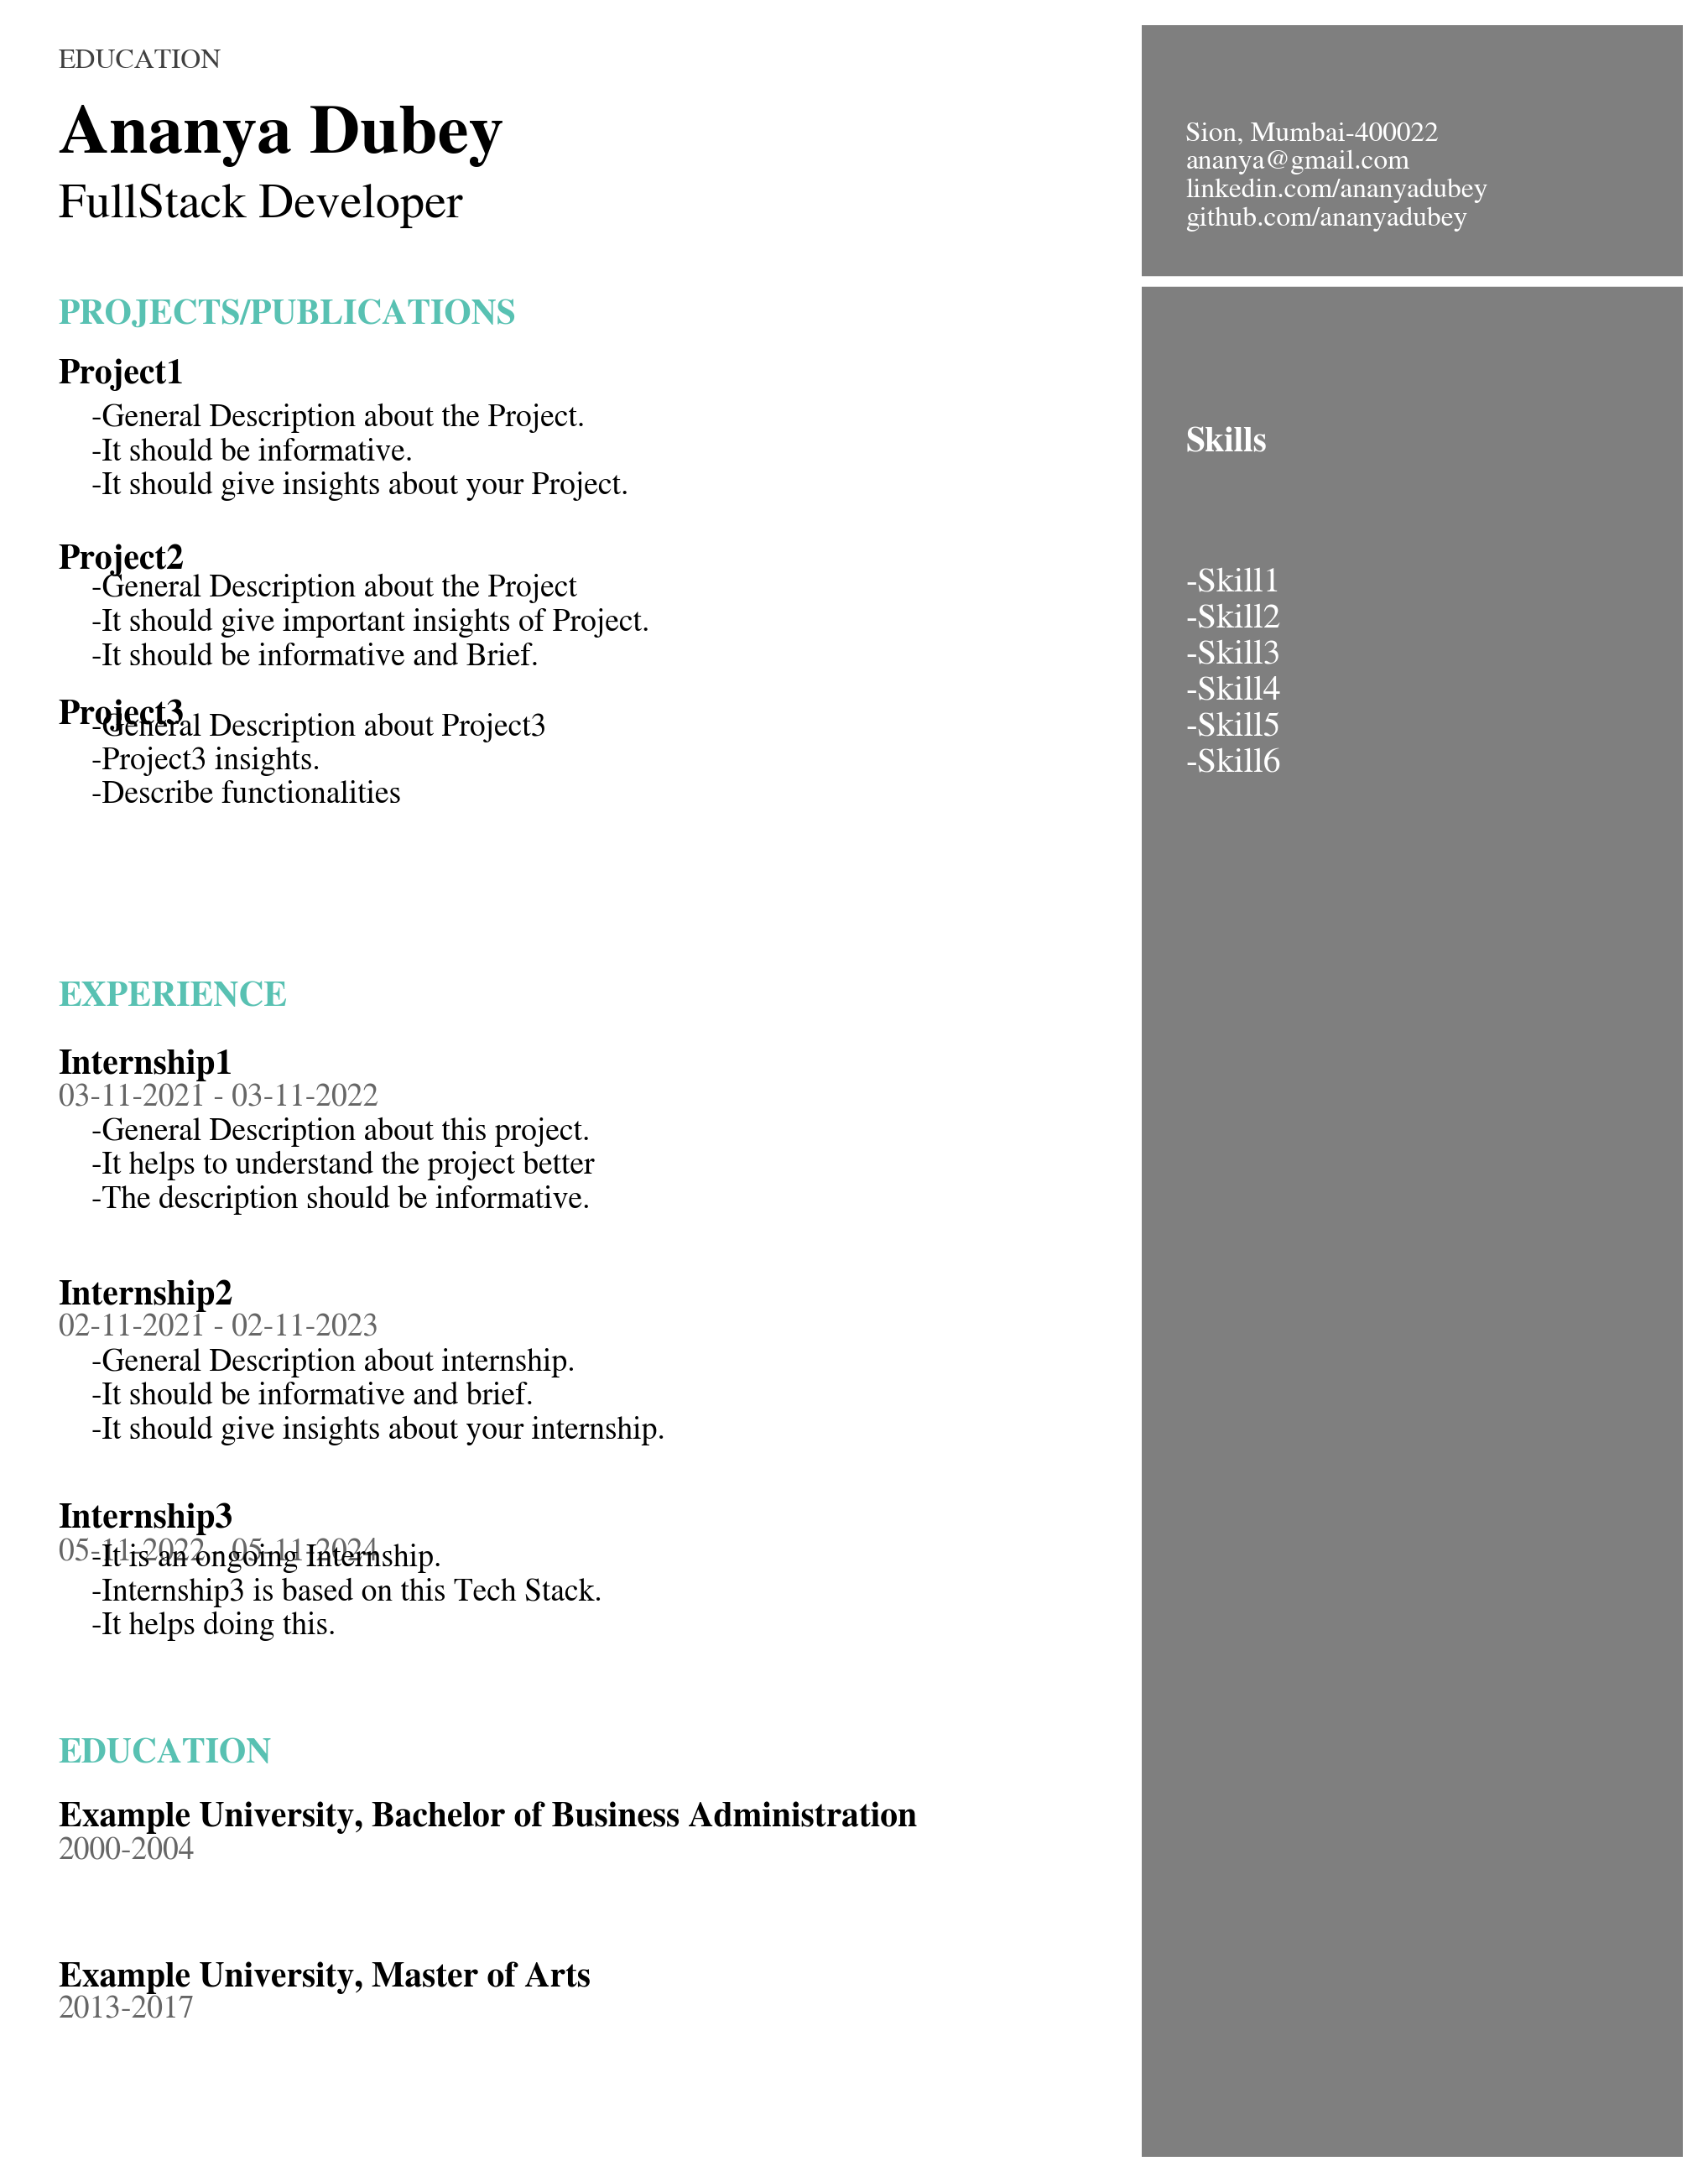 EDUCATION
Ananya Dubey
FullStack Developer
Sion, Mumbai-400022
ananya@gmail.com
linkedin.com/ananyadubey
github.com/ananyadubey
PROJECTS/PUBLICATIONS
Project1
-General Description about the Project.
-It should be informative.
-It should give insights about your Project.
Project2
-General Description about the Project
-It should give important insights of Project.
-It should be informative and Brief.
Project3
-General Description about Project3
-Project3 insights.
-Describe functionalities
EXPERIENCE
Internship1
03-11-2021 - 03-11-2022
-General Description about this project.
-It helps to understand the project better
-The description should be informative.
Internship2
02-11-2021 - 02-11-2023
-General Description about internship.
-It should be informative and brief.
-It should give insights about your internship.
Internship3
05-11-2022 - 05-11-2024
-It is an ongoing Internship.
-Internship3 is based on this Tech Stack.
-It helps doing this.
EDUCATION
Example University, Bachelor of Business Administration
2000-2004
Example University, Master of Arts
2013-2017
Skills
-Skill1
-Skill2
-Skill3
-Skill4
-Skill5
-Skill6